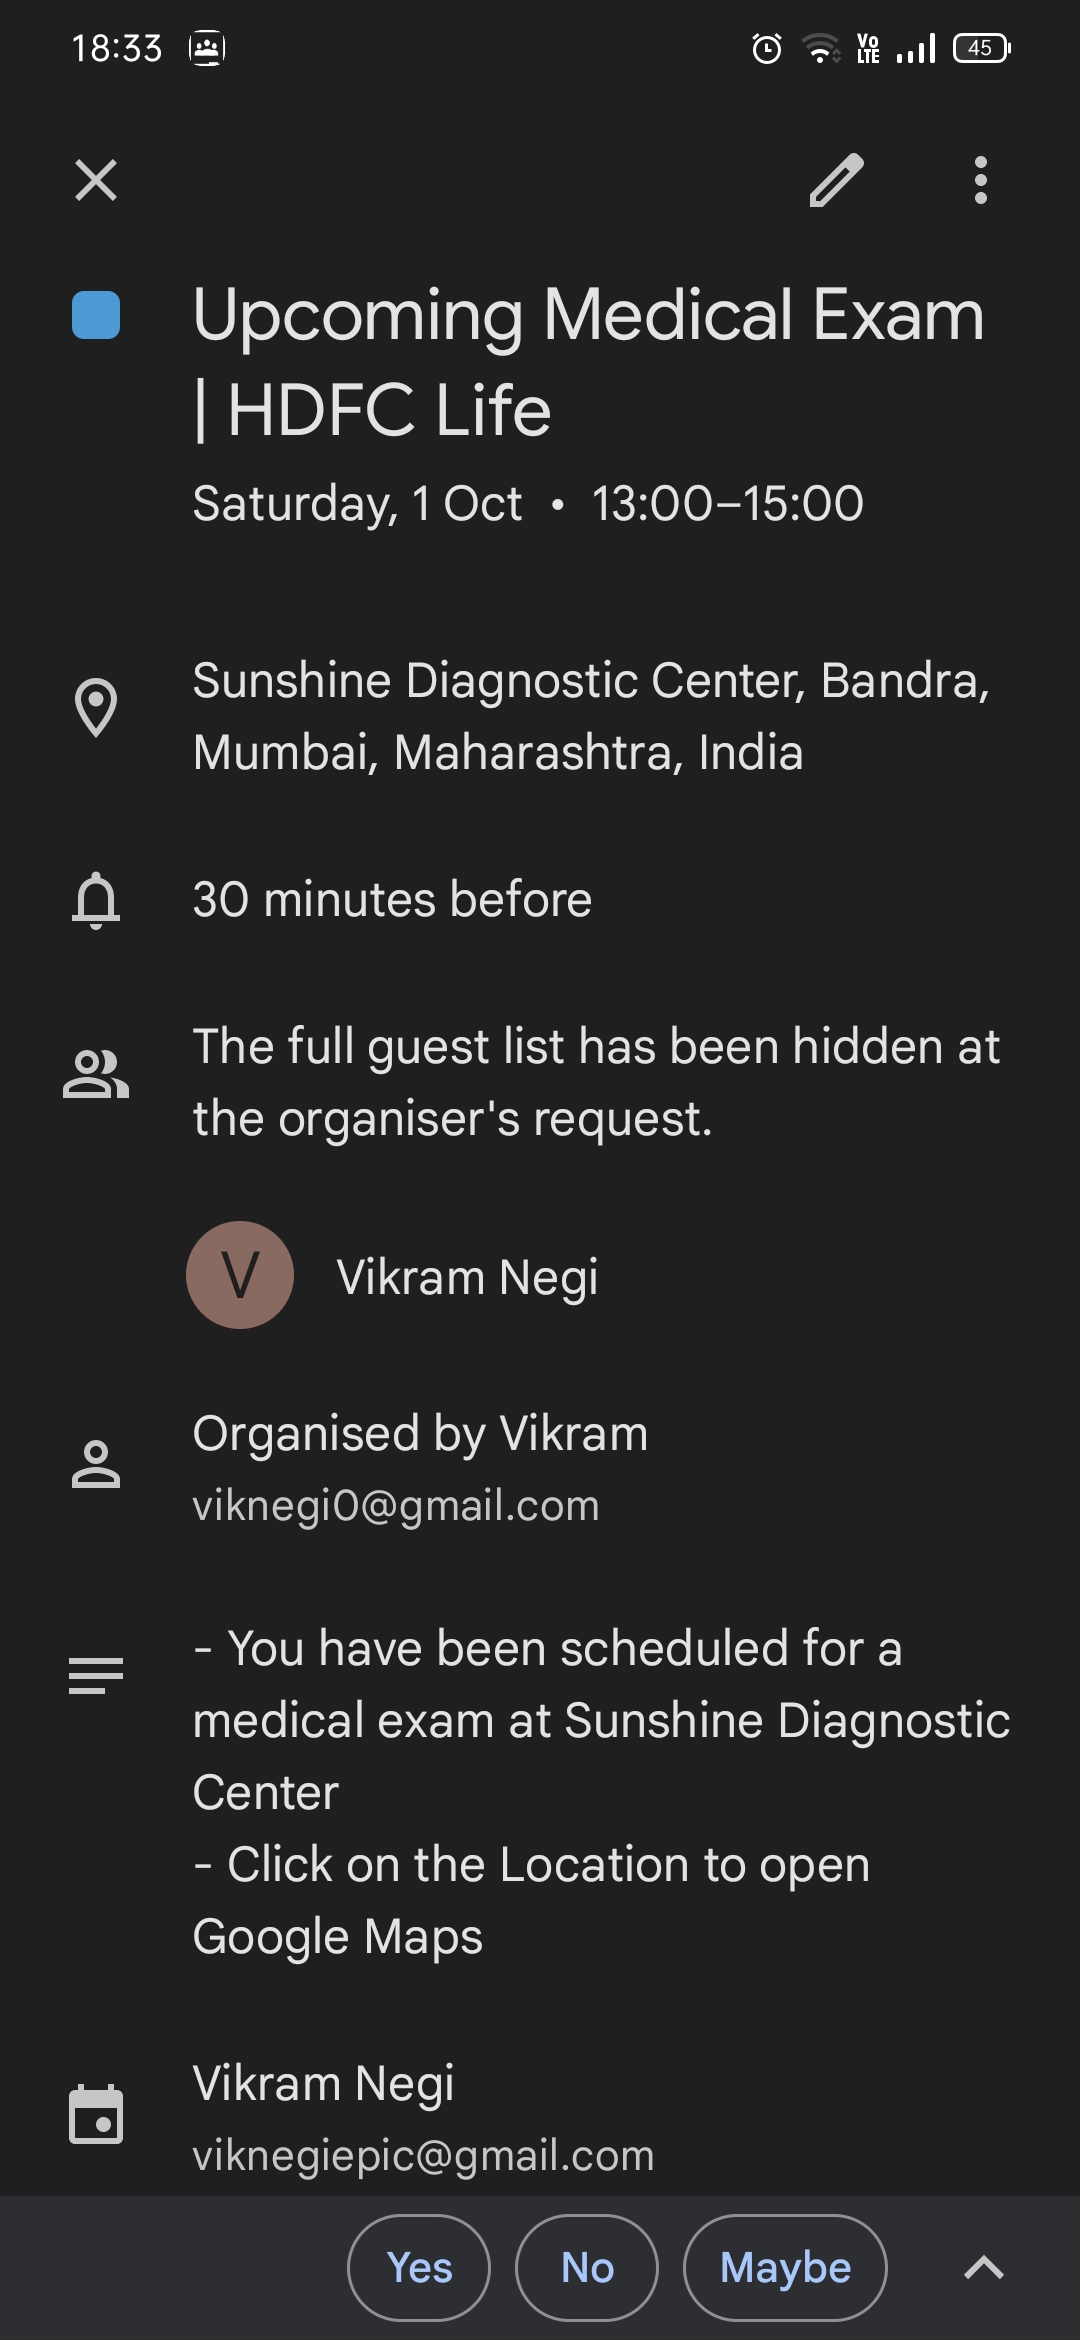 18:33
Vo
LTE
45
Upcoming Medical Exam
| HDFC Life
Saturday, 1 Oct • 13:00–15:00
Sunshine Diagnostic Center, Bandra,
Mumbai, Maharashtra, India
30 minutes before
The full guest list has been hidden at
the organiser's request.
V
Vikram Negi
Organised by Vikram
viknegi0@gmail.com
- You have been scheduled for a
medical exam at Sunshine Diagnostic
Center
- Click on the Location to open
Google Maps
Vikram Negi
viknegiepic@gmail.com
Yes No Maybe